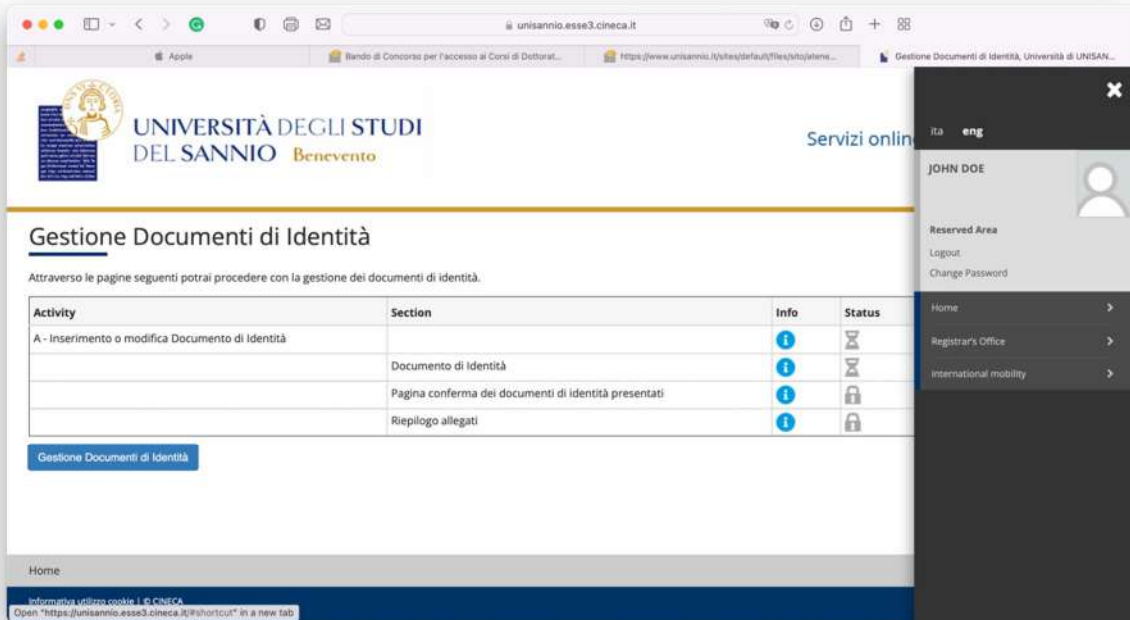 unisannio.esse3.cineca.it
Apple
Bando di Concorso per l'accesso ai Corsi di Dottorat...
https://www.unisannio.it/sites/default/files/sito/atene...
Gestione Documenti di Identità, Università di UNISAN...
UNIVERSITÀ DEGLI STUDI
DEL SANNIO Benevento
Servizi onlin
ita eng
JOHN DOE
Reserved Area
Logout
Change Password
Home
Registrar's Office
International mobility
Gestione Documenti di Identità
Attraverso le pagine seguenti potrai procedere con la gestione dei documenti di identità.
Activity Section Info Status
A - Inserimento o modifica Documento di Identità
Documento di Identità
Pagina conferma dei documenti di identità presentati
Riepilogo allegati
Gestione Documenti di Identità
Home
Informativa utilizzo cookie | © CINECA
Open "https://unisannio.esse3.cineca.it/#shortcut" in a new tab